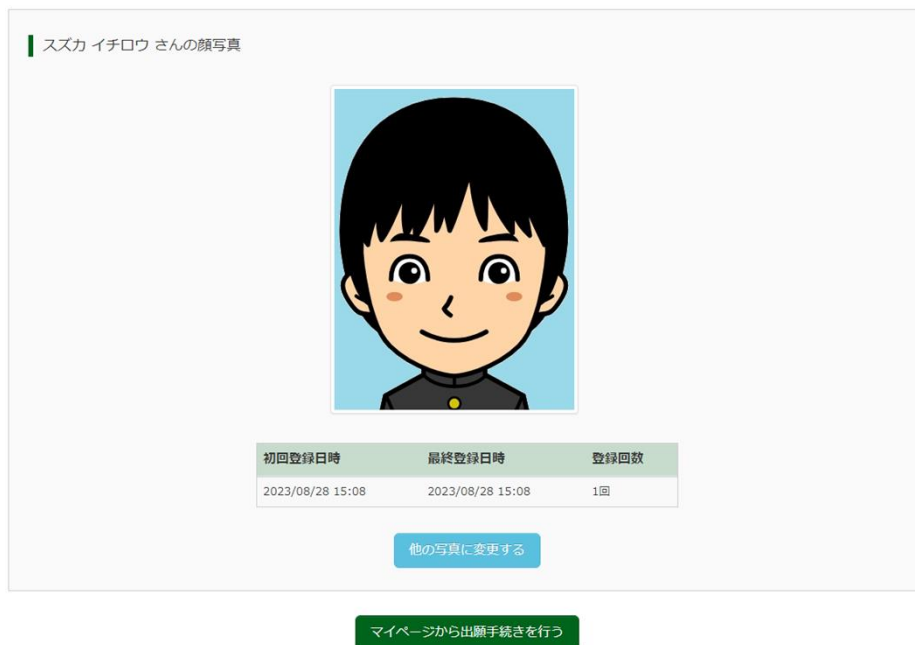 スズカ イチロウ さんの顔写真
初回登録日時 最終登録日時 登録回数
2023/08/28 15:08 2023/08/28 15:08 1回
他の写真に変更する
マイページから出願手続きを行う